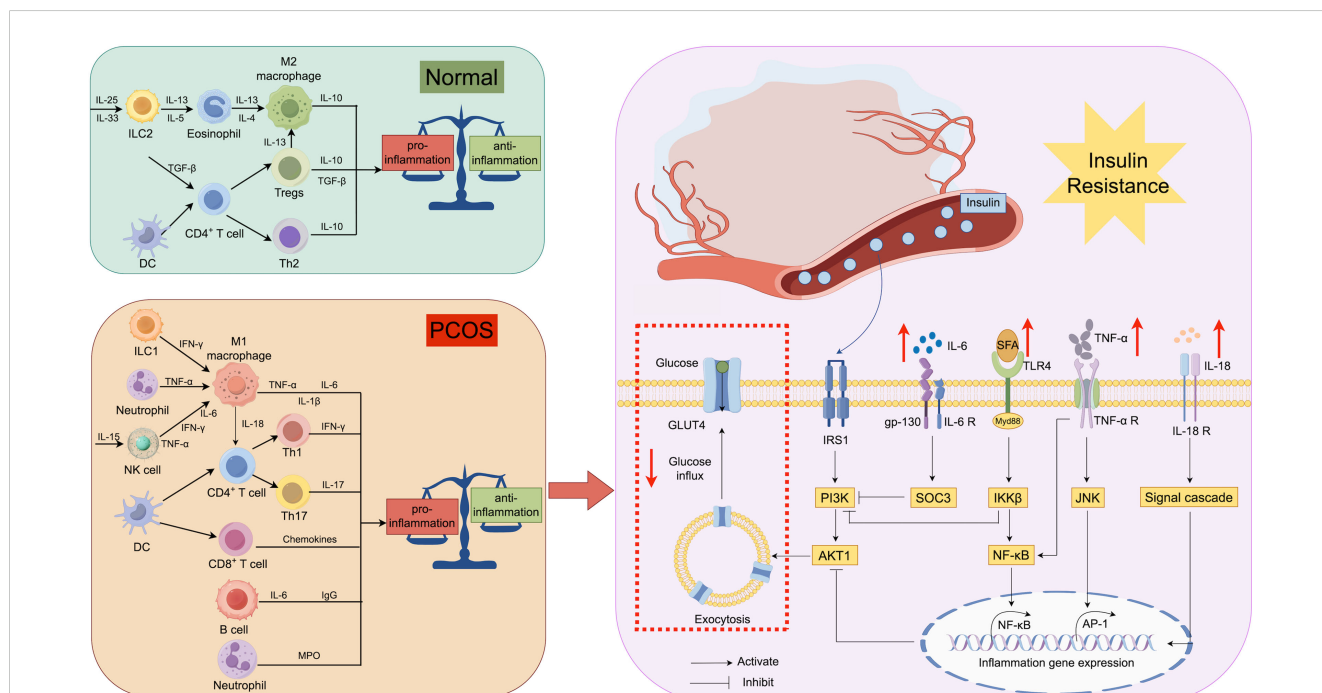 Normal
M2
macrophage
IL-25
IL-33
ILC2
IL-13
IL-5
Eosinophil
IL-13
IL-4
IL-10
IL-13
TGF-β
Tregs
IL-10
TGF-β
CD4⁺ T cell
DC
Th2
IL-10
pro-
inflammation
anti-
inflammation
PCOS
ILC1
IFN-γ
M1
macrophage
Neutrophil
TNF-α
TNF-α
IL-6
IL-1β
IL-6
IFN-γ
TNF-α
IL-15
NK cell
IL-18
Th1
IFN-γ
CD4⁺ T cell
Th17
IL-17
DC
CD8⁺ T cell
Chemokines
B cell
IL-6
IgG
Neutrophil
MPO
pro-
inflammation
anti-
inflammation
Insulin
Resistance
Insulin
Glucose
GLUT4
Glucose
influx
Exocytosis
IRS1
IL-6
gp-130
IL-6 R
SFA
TLR4
Myd88
TNF-α
TNF-α R
IL-18
IL-18 R
PI3K
SOC3
IKKβ
JNK
Signal cascade
AKT1
NF-κB
NF-κB
AP-1
Inflammation gene expression
Activate
Inhibit